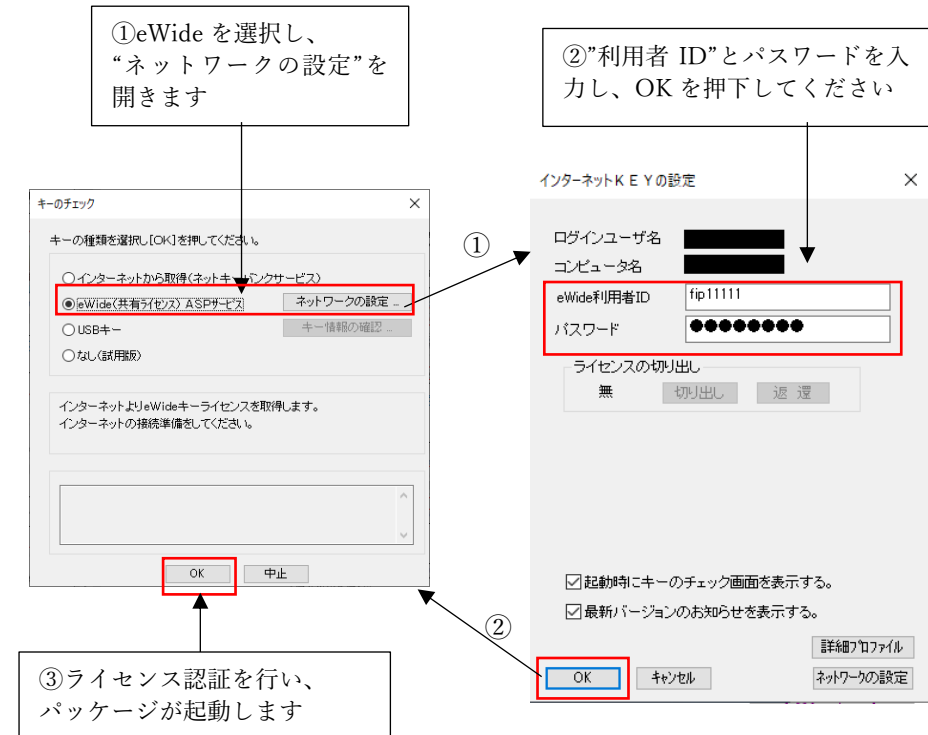 ①eWide を選択し、
“ネットワークの設定”を
開きます
②”利用者 ID”とパスワードを入
力し、OK を押下してください
キーのチェック
キーの種類を選択し[OK]を押してください。
インターネットから取得(ネットキーバンクサービス)
eWide(共有ライセンス) ASPサービス
ネットワークの設定 ...
USBキー
キー情報の確認 ...
なし(試用版)
インターネットよりeWideキーライセンスを取得します。
インターネットの接続準備をしてください。
OK
中止
①
インターネットKEYの設定
ログインユーザ名
コンピュータ名
eWide利用者ID
fip11111
パスワード
●●●●●●●●
ライセンスの切り出し
無
切り出し
返 還
起動時にキーのチェック画面を表示する。
最新バージョンのお知らせを表示する。
詳細プロファイル
OK
キャンセル
ネットワークの設定
②
③ライセンス認証を行い、
パッケージが起動します